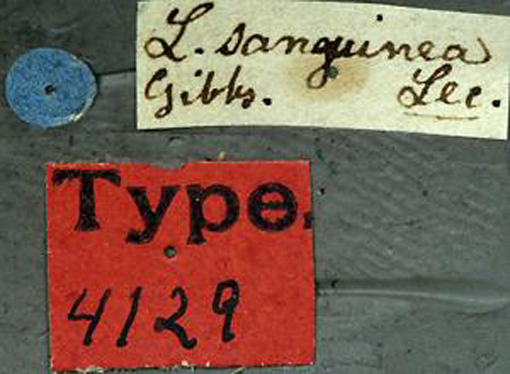 L. sanguinea
Gibbs. Lec.
Type.
4129